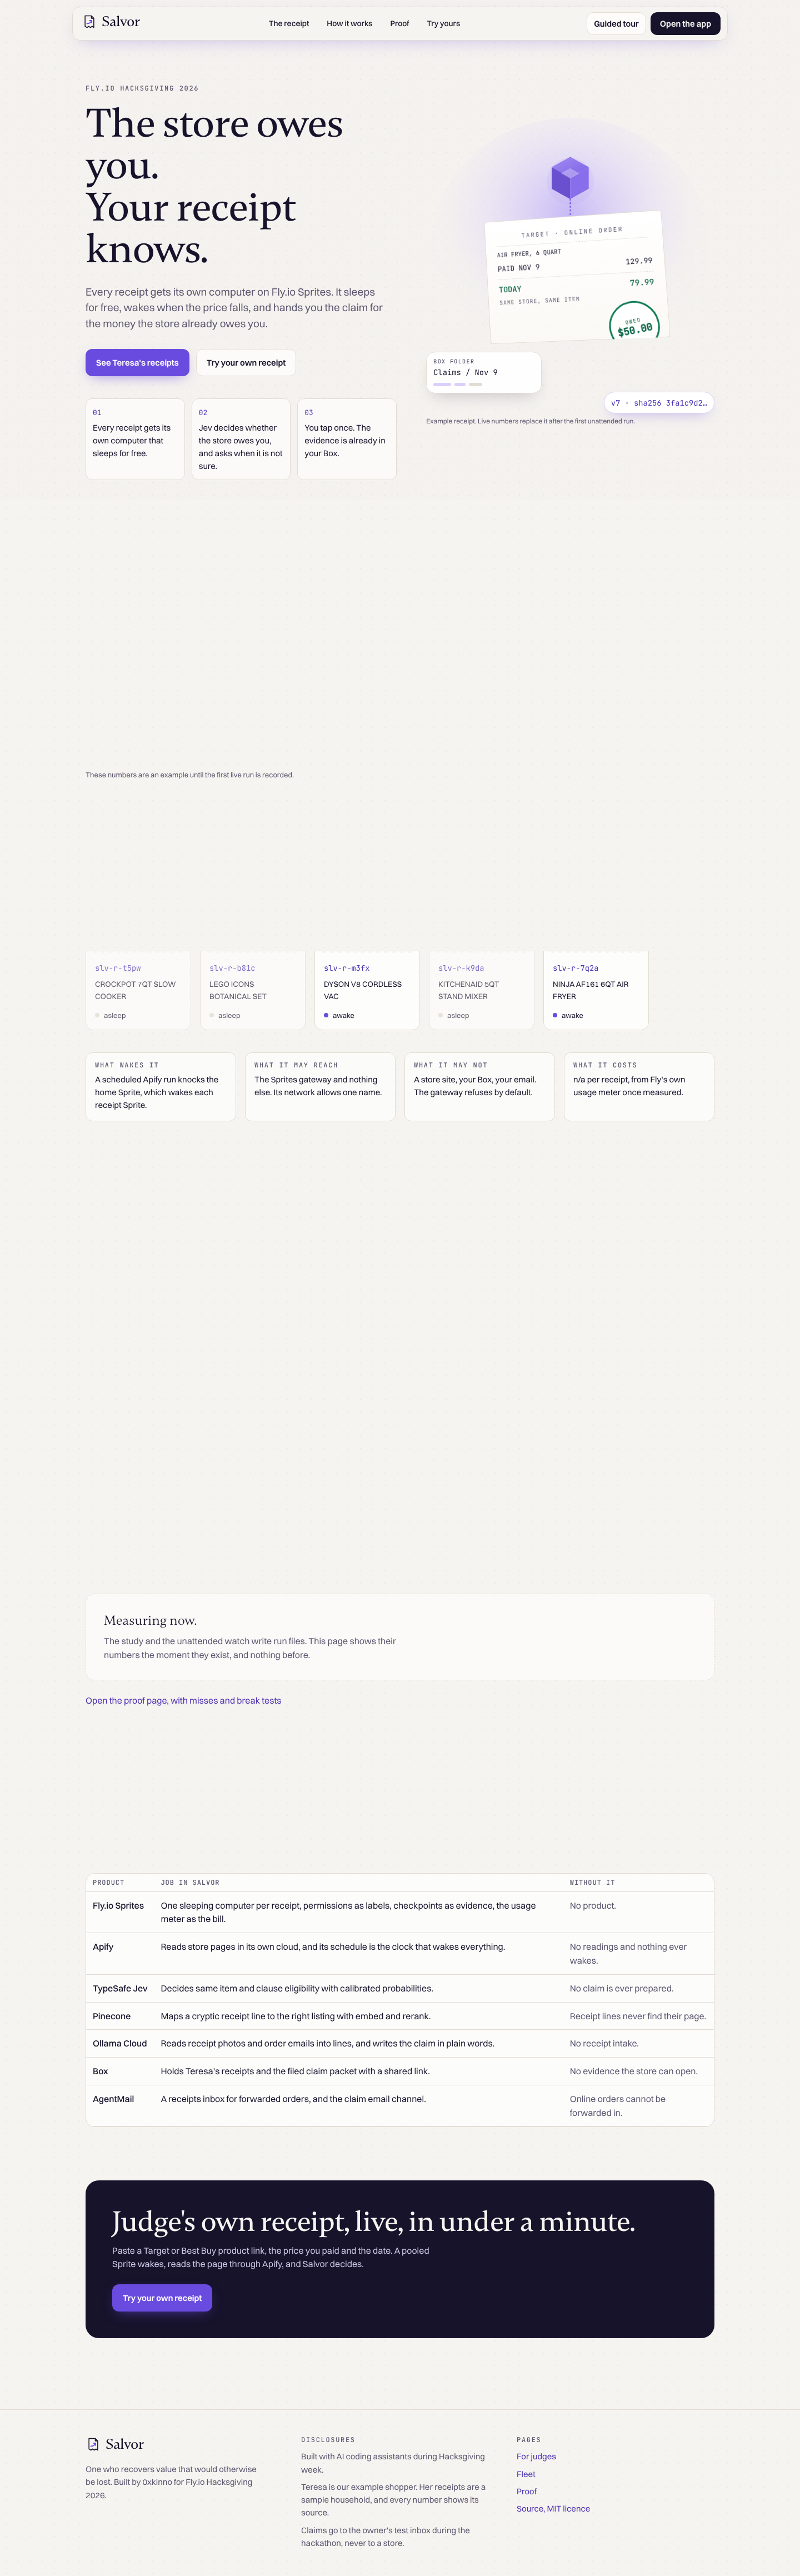 Salvor
The receipt
How it works
Proof
Try yours
Guided tour
Open the app
FLY.IO HACKSGIVING 2026
The store owes
you.
Your receipt
knows.
Every receipt gets its own computer on Fly.io Sprites. It sleeps
for free, wakes when the price falls, and hands you the claim for
the money the store already owes you.
See Teresa's receipts
Try your own receipt
01
Every receipt gets its
own computer that
sleeps for free.
02
Jev decides whether
the store owes you,
and asks when it is not
sure.
03
You tap once. The
evidence is already in
your Box.
TARGET · ONLINE ORDER
AIR FRYER, 6 QUART
PAID NOV 9
129.99
TODAY
79.99
SAME STORE, SAME ITEM
OWED
$50.00
BOX FOLDER
Claims / Nov 9
v7 · sha256 3fa1c9d2…
Example receipt. Live numbers replace it after the first unattended run.
These numbers are an example until the first live run is recorded.
slv-r-t5pw
CROCKPOT 7QT SLOW
COOKER
asleep
slv-r-b81c
LEGO ICONS
BOTANICAL SET
asleep
slv-r-m3fx
DYSON V8 CORDLESS
VAC
awake
slv-r-k9da
KITCHENAID 5QT
STAND MIXER
asleep
slv-r-7q2a
NINJA AF161 6QT AIR
FRYER
awake
WHAT WAKES IT
A scheduled Apify run knocks the
home Sprite, which wakes each
receipt Sprite.
WHAT IT MAY REACH
The Sprites gateway and nothing
else. Its network allows one name.
WHAT IT MAY NOT
A store site, your Box, your email.
The gateway refuses by default.
WHAT IT COSTS
n/a per receipt, from Fly's own
usage meter once measured.
Measuring now.
The study and the unattended watch write run files. This page shows their
numbers the moment they exist, and nothing before.
Open the proof page, with misses and break tests
PRODUCT
JOB IN SALVOR
WITHOUT IT
Fly.io Sprites
One sleeping computer per receipt, permissions as labels, checkpoints as evidence, the usage
meter as the bill.
No product.
Apify
Reads store pages in its own cloud, and its schedule is the clock that wakes everything.
No readings and nothing ever
wakes.
TypeSafe Jev
Decides same item and clause eligibility with calibrated probabilities.
No claim is ever prepared.
Pinecone
Maps a cryptic receipt line to the right listing with embed and rerank.
Receipt lines never find their page.
Ollama Cloud
Reads receipt photos and order emails into lines, and writes the claim in plain words.
No receipt intake.
Box
Holds Teresa's receipts and the filed claim packet with a shared link.
No evidence the store can open.
AgentMail
A receipts inbox for forwarded orders, and the claim email channel.
Online orders cannot be
forwarded in.
Judge's own receipt, live, in under a minute.
Paste a Target or Best Buy product link, the price you paid and the date. A pooled
Sprite wakes, reads the page through Apify, and Salvor decides.
Try your own receipt
Salvor
One who recovers value that would otherwise
be lost. Built by 0xkinno for Fly.io Hacksgiving
2026.
DISCLOSURES
Built with AI coding assistants during Hacksgiving
week.
Teresa is our example shopper. Her receipts are a
sample household, and every number shows its
source.
Claims go to the owner's test inbox during the
hackathon, never to a store.
PAGES
For judges
Fleet
Proof
Source, MIT licence